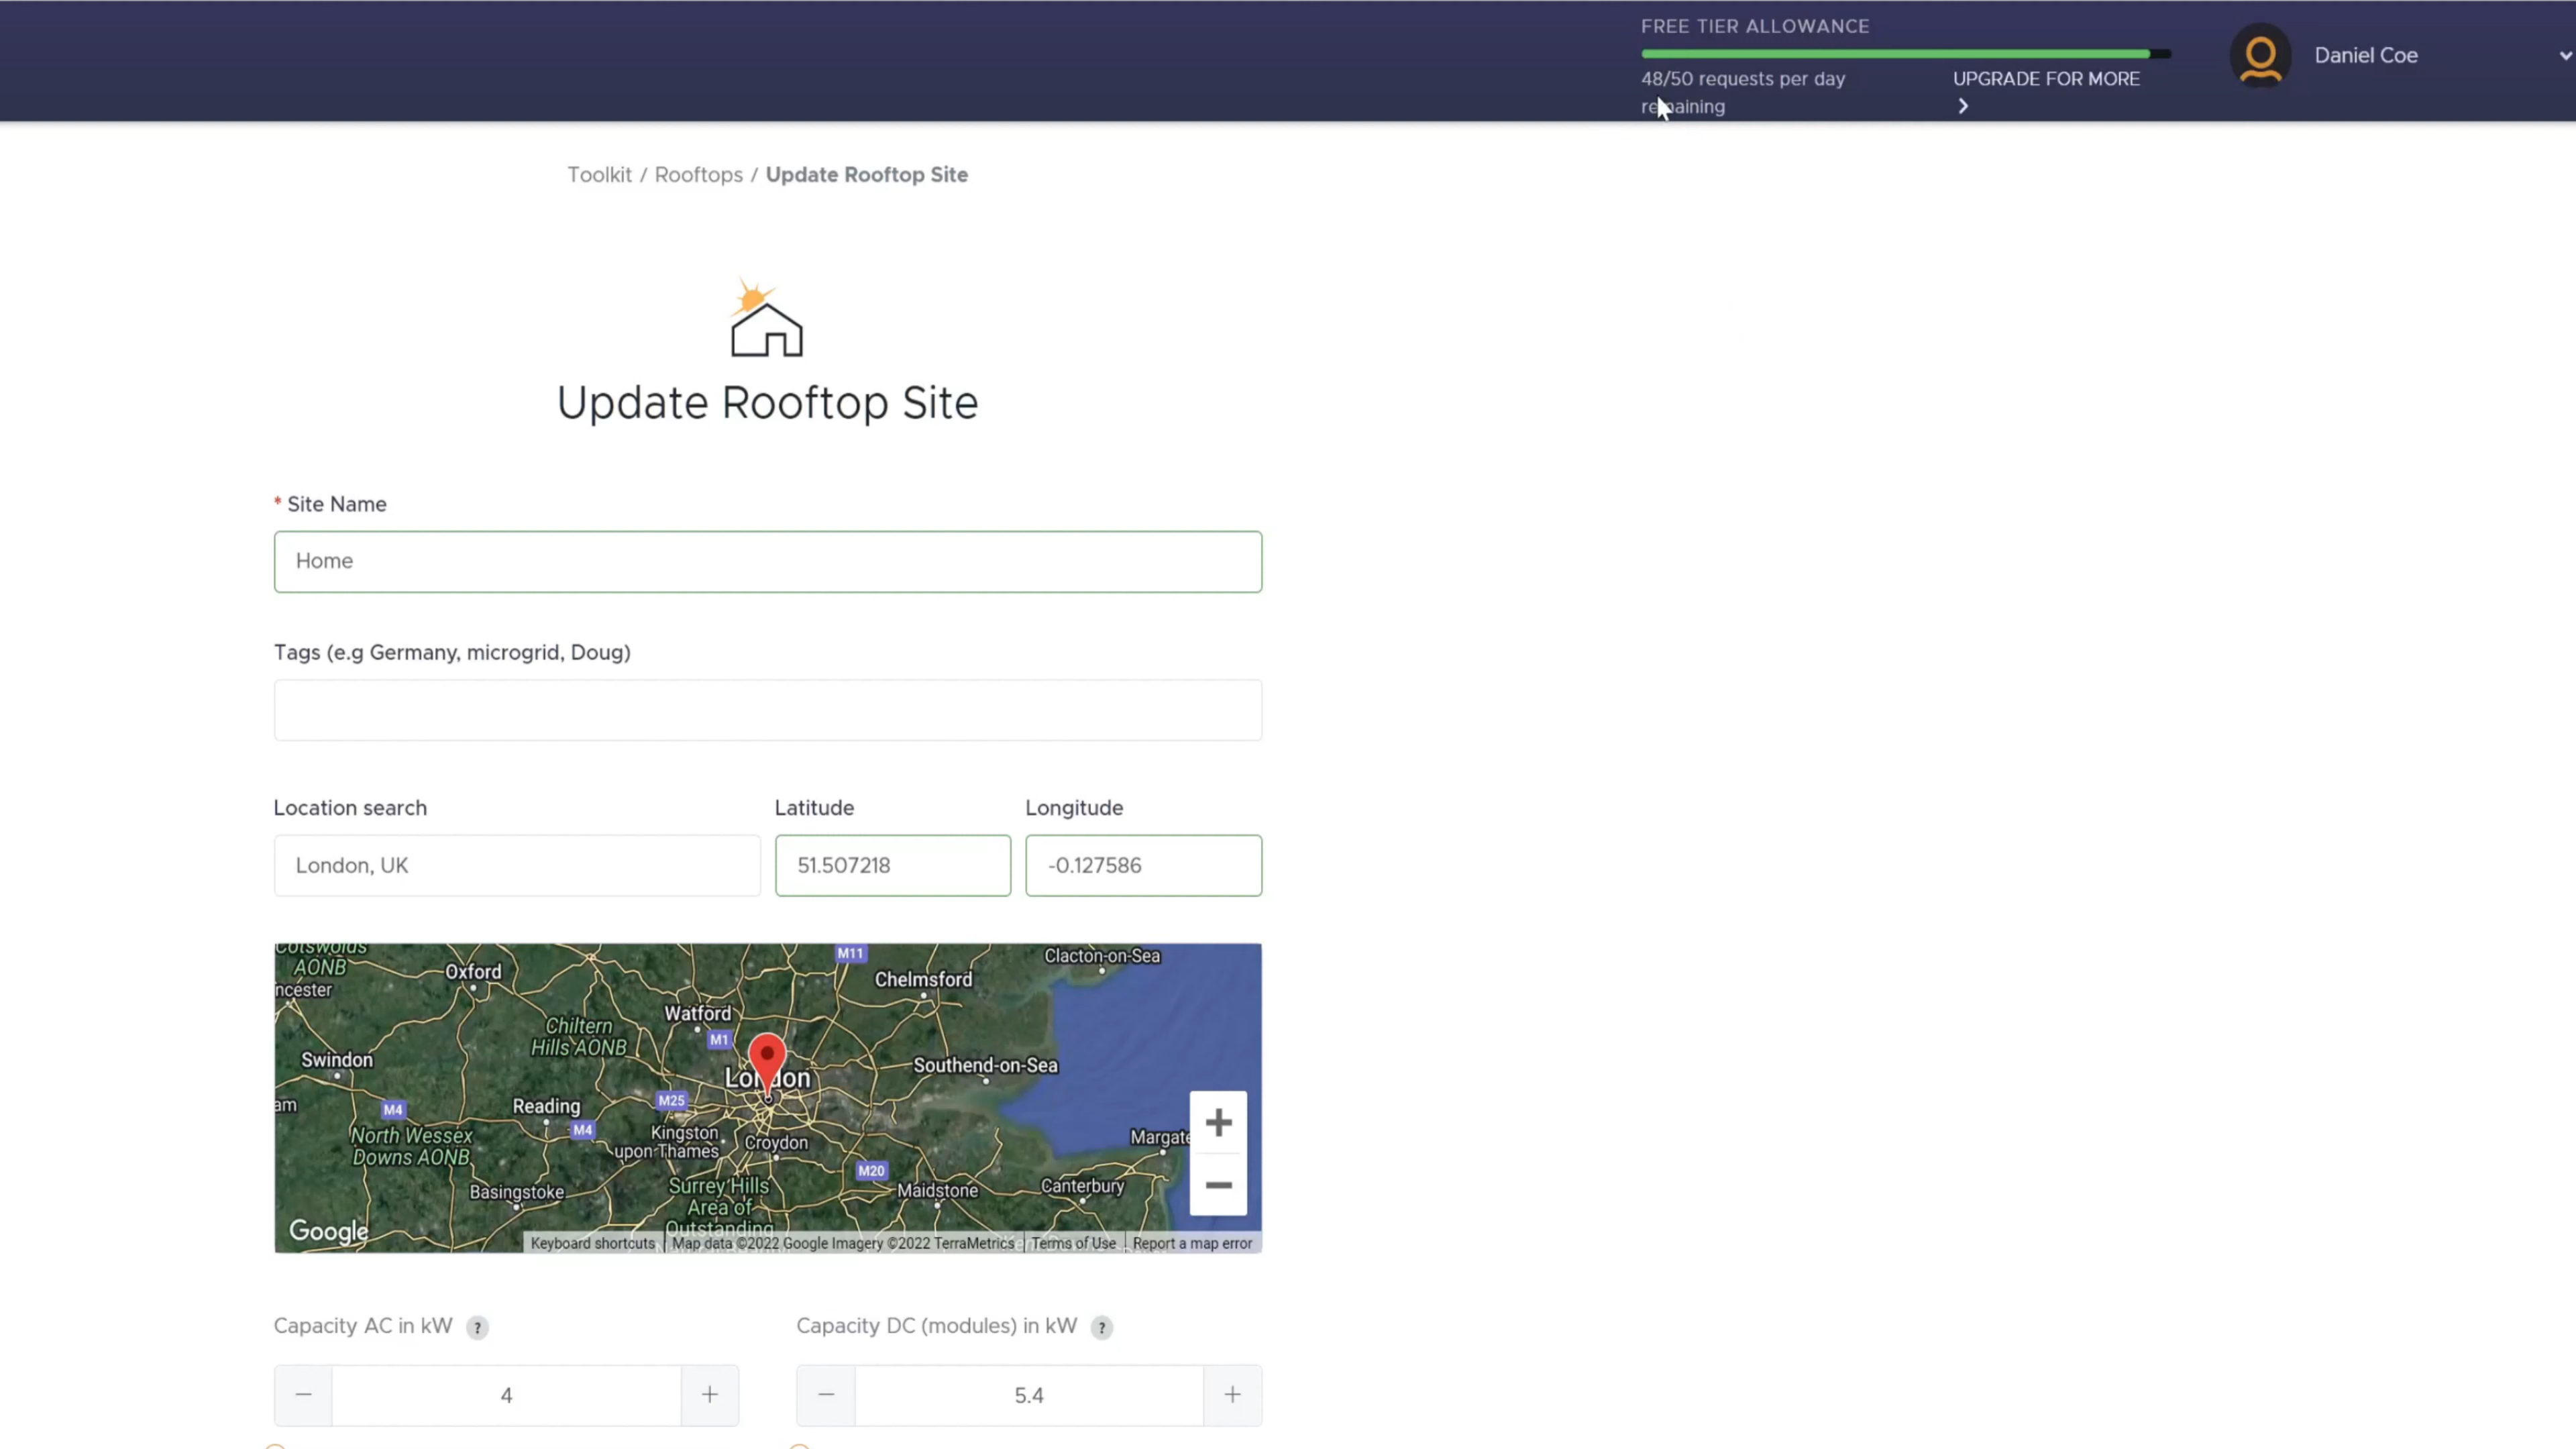 FREE TIER ALLOWANCE
48/50 requests per day
remaining
UPGRADE FOR MORE
Daniel Coe
Toolkit / Rooftops / Update Rooftop Site
Update Rooftop Site
* Site Name
Home
Tags (e.g Germany, microgrid, Doug)
Location search
Latitude
Longitude
London, UK
51.507218
-0.127586
Cotswolds
AONB
ncester
Oxford
M11
Chelmsford
Clacton-on-Sea
Watford
Chiltern
Hills AONB
M1
Swindon
London
Southend-on-Sea
am
M4
Reading
M25
M4
North Wessex
Downs AONB
Kingston
upon Thames
Croydon
Margate
M20
Basingstoke
Surrey Hills
Area of
Outstanding
Maidstone
Canterbury
Google
Keyboard shortcuts
Map data ©2022 Google Imagery ©2022 TerraMetrics
Terms of Use
Report a map error
Capacity AC in kW ?
Capacity DC (modules) in kW ?
− 4 +
− 5.4 +